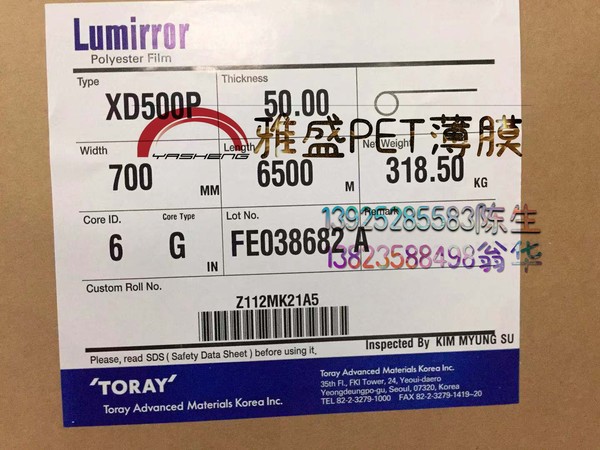 Lumirror
Polyester Film
Type
XD500P
Thickness
50.00
YASHENG
雅盛PET薄膜
Width
700 MM
Length
6500 M
Net Weight
318.50 KG
Core ID.
6
Core Type
G
IN
Lot No.
FE038682 A
Remark
13925285583陈生
13823588498翁华
Custom Roll No.
Z112MK21A5
Please, read SDS ( Safety Data Sheet ) before using it.
Inspected By KIM MYUNG SU
'TORAY'
Toray Advanced Materials Korea Inc.
Toray Advanced Materials Korea Inc.
35th Fl., FKI Tower, 24, Yeoui-daero
Yeongdeungpo-gu, Seoul, 07320, Korea
TEL 82-2-3279-1000 FAX 82-2-3279-1419~20